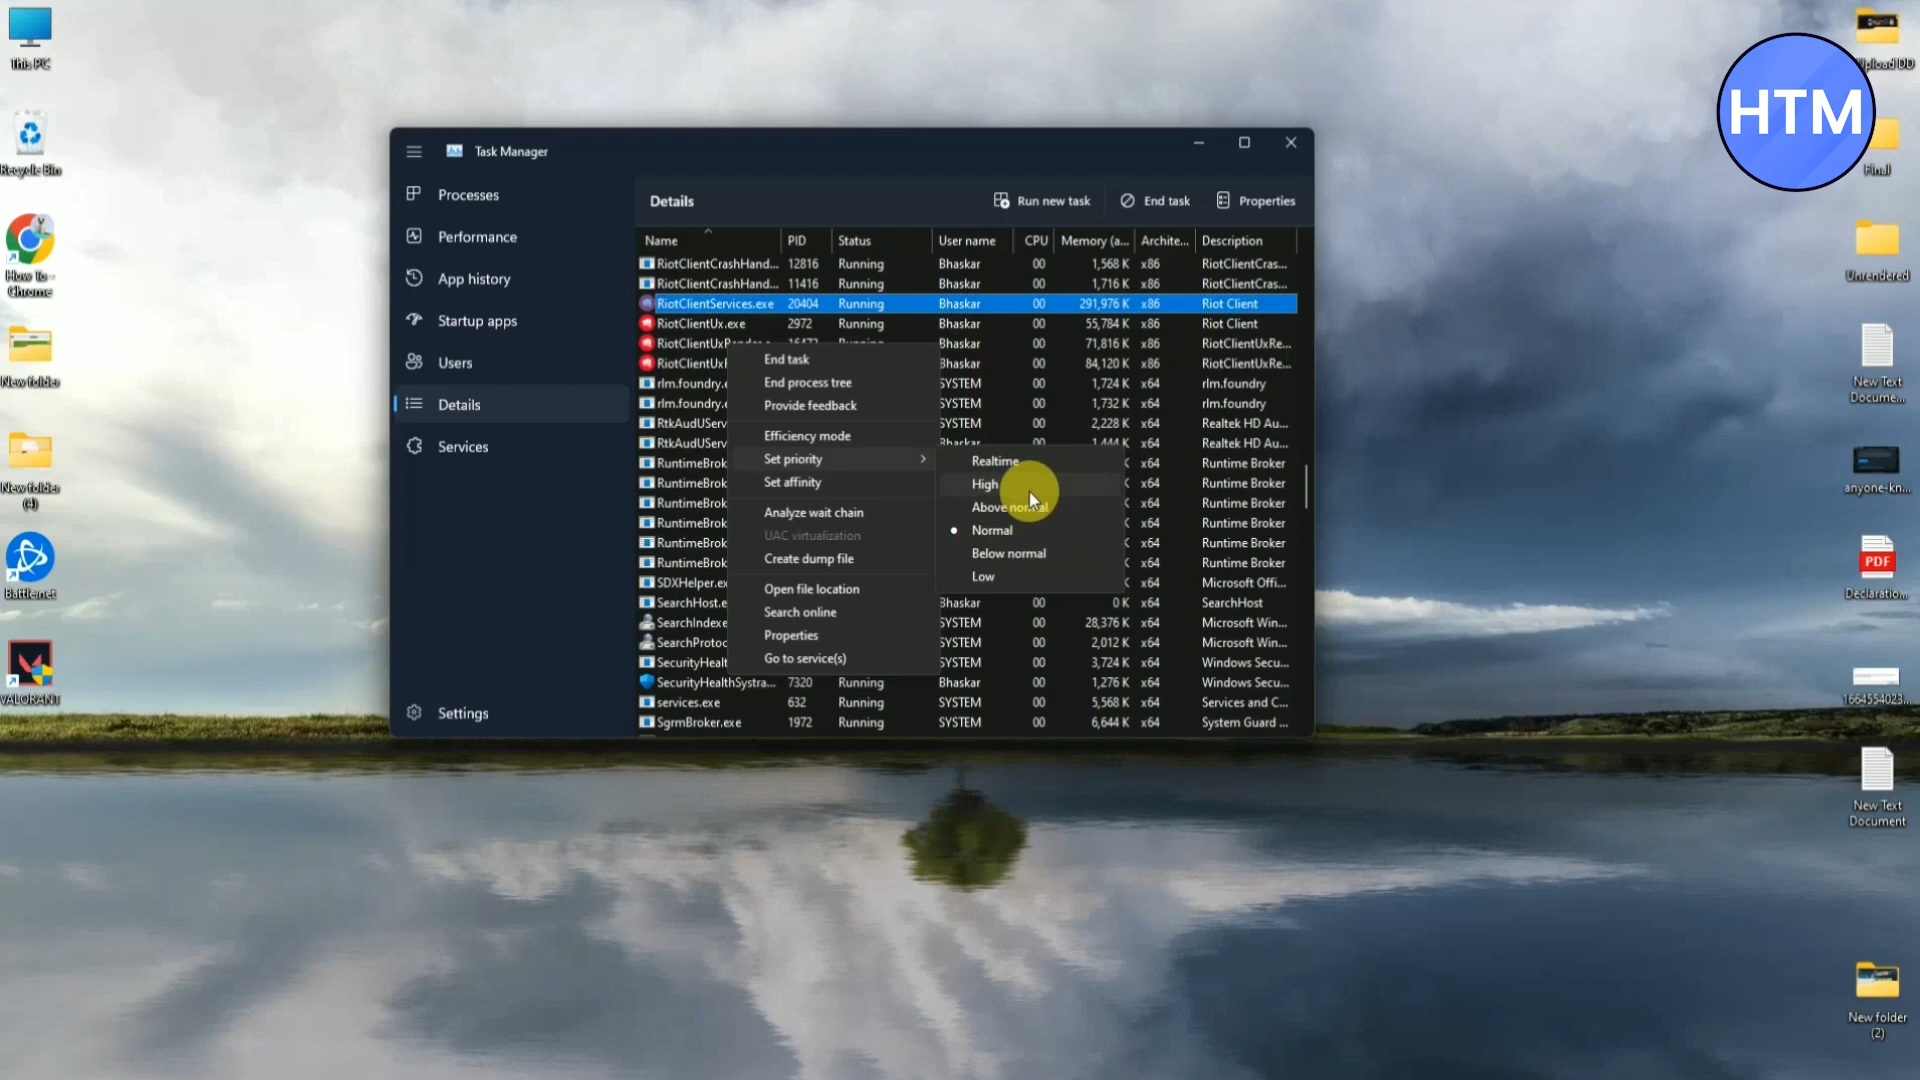 This PC
Recycle Bin
How To -
Chrome
New folder
New folder
(4)
Battle.net
VALORANT
Task Manager
Processes
Performance
App history
Startup apps
Users
Details
Services
Settings
Details
Run new task
End task
Properties
Name PID Status User name CPU Memory (a... Archite... Description
RiotClientCrashHand... 12816 Running Bhaskar 00 1,568 K x86 RiotClientCras...
RiotClientCrashHand... 11416 Running Bhaskar 00 1,716 K x86 RiotClientCras...
RiotClientServices.exe 20404 Running Bhaskar 00 291,976 K x86 Riot Client
RiotClientUx.exe 2972 Running Bhaskar 00 55,784 K x86 Riot Client
RiotClientUxRender.e 16472 Running Bhaskar 00 71,816 K x86 RiotClientUxRe...
RiotClientUxR Bhaskar 00 84,120 K x86 RiotClientUxRe...
rlm.foundry.e SYSTEM 00 1,724 K x64 rlm.foundry
rlm.foundry.e SYSTEM 00 1,732 K x64 rlm.foundry
RtkAudUServ SYSTEM 00 2,228 K x64 Realtek HD Au...
RtkAudUServ Bhaskar 00 1,444 K x64 Realtek HD Au...
RuntimeBrok K x64 Runtime Broker
RuntimeBrok K x64 Runtime Broker
RuntimeBrok K x64 Runtime Broker
RuntimeBrok K x64 Runtime Broker
RuntimeBrok K x64 Runtime Broker
RuntimeBrok K x64 Runtime Broker
SDXHelper.ex K x64 Microsoft Offi...
SearchHost.e Bhaskar 00 0 K x64 SearchHost
SearchIndexe SYSTEM 00 28,376 K x64 Microsoft Win...
SearchProtoc SYSTEM 00 2,012 K x64 Microsoft Win...
SecurityHealt SYSTEM 00 3,724 K x64 Windows Secu...
SecurityHealthSystra... 7320 Running Bhaskar 00 1,276 K x64 Windows Secu...
services.exe 632 Running SYSTEM 00 5,568 K x64 Services and C...
SgrmBroker.exe 1972 Running SYSTEM 00 6,644 K x64 System Guard ...
End task
End process tree
Provide feedback
Efficiency mode
Set priority
Set affinity
Analyze wait chain
UAC virtualization
Create dump file
Open file location
Search online
Properties
Go to service(s)
Realtime
High
Above normal
Normal
Below normal
Low
HTM
Upload DD
Final
Unrendered
New Text
Docume...
anyone-kn...
PDF
Declaratio...
1664554023...
New Text
Document
New folder
(2)